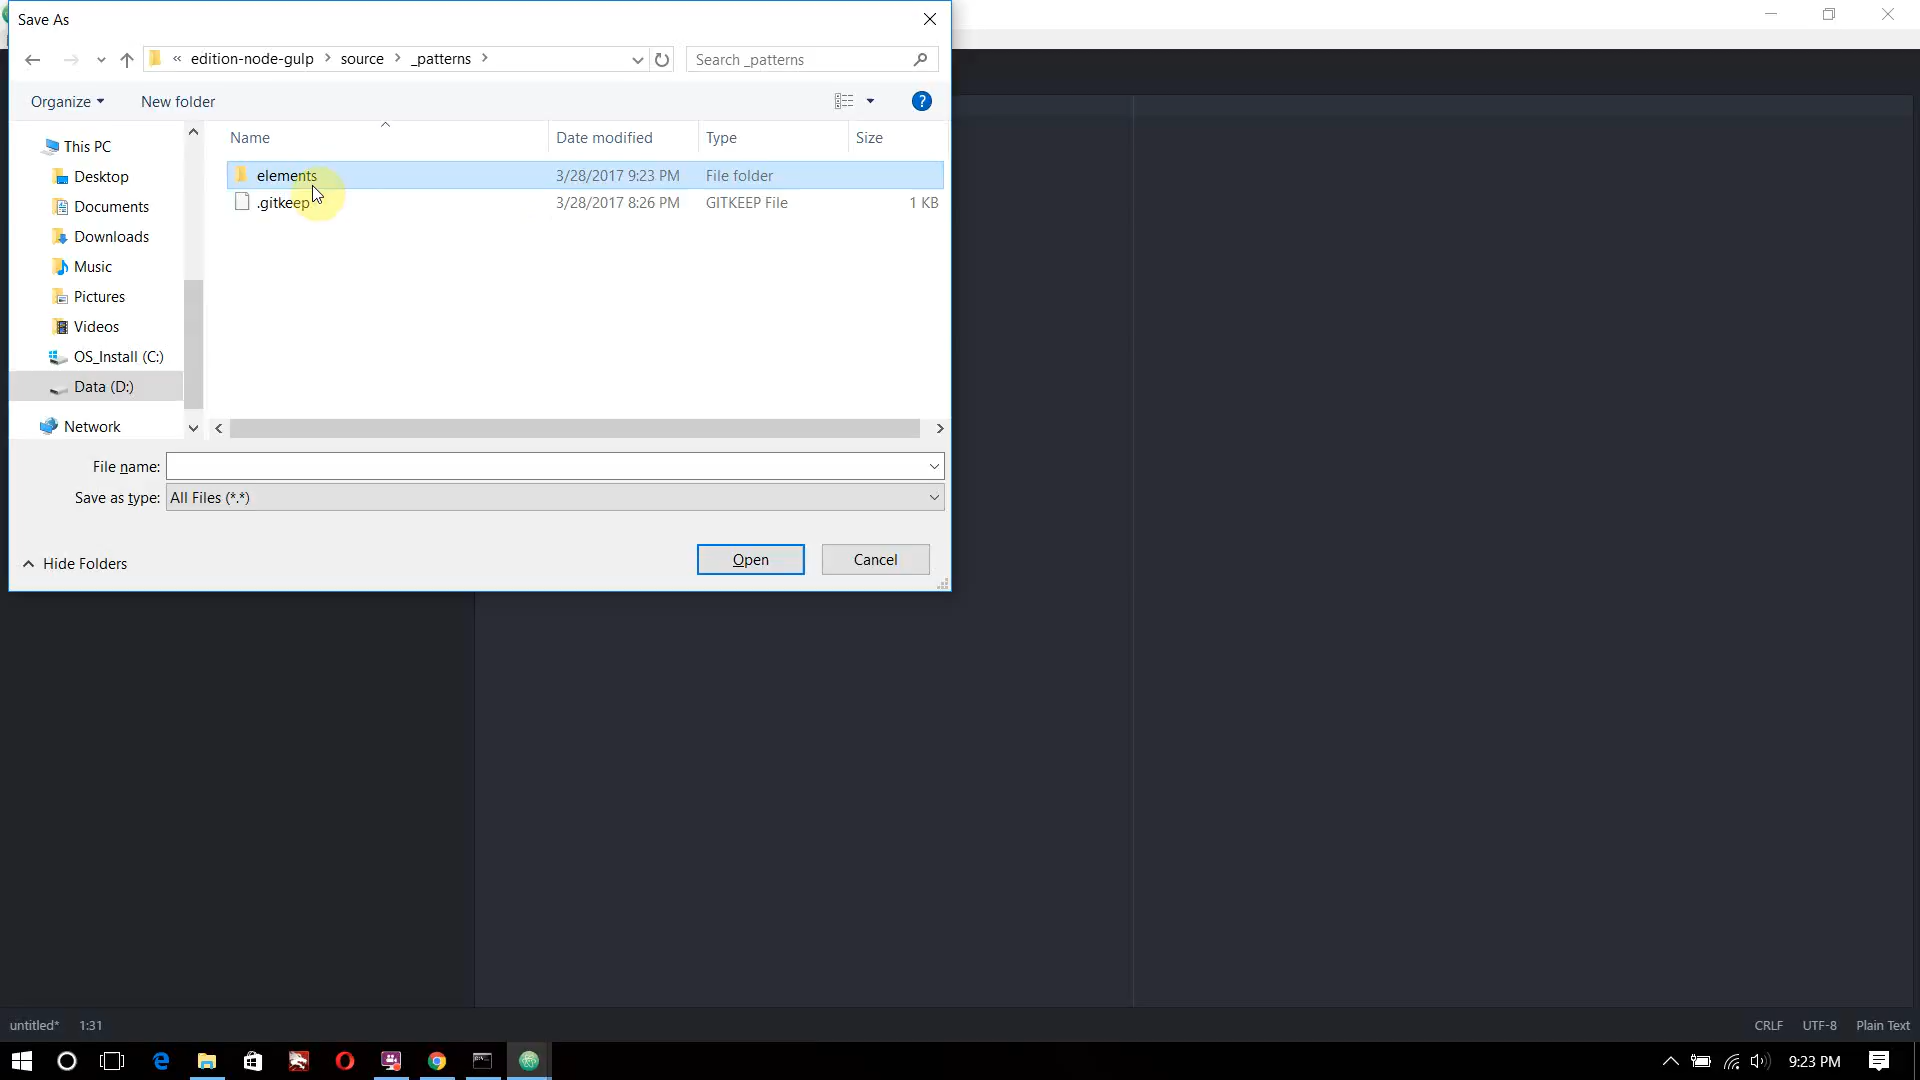 Save As
« edition-node-gulp > source > _patterns >
Search _patterns
Organize
New folder
?
Name
Date modified
Type
Size
This PC
Desktop
Documents
Downloads
Music
Pictures
Videos
OS_Install (C:)
Data (D:)
Network
elements 3/28/2017 9:23 PM File folder
.gitkeep 3/28/2017 8:26 PM GITKEEP File 1 KB
File name:
Save as type: All Files (*.*)
Hide Folders
Open
Cancel
untitled* 1:31
CRLF UTF-8 Plain Text
9:23 PM